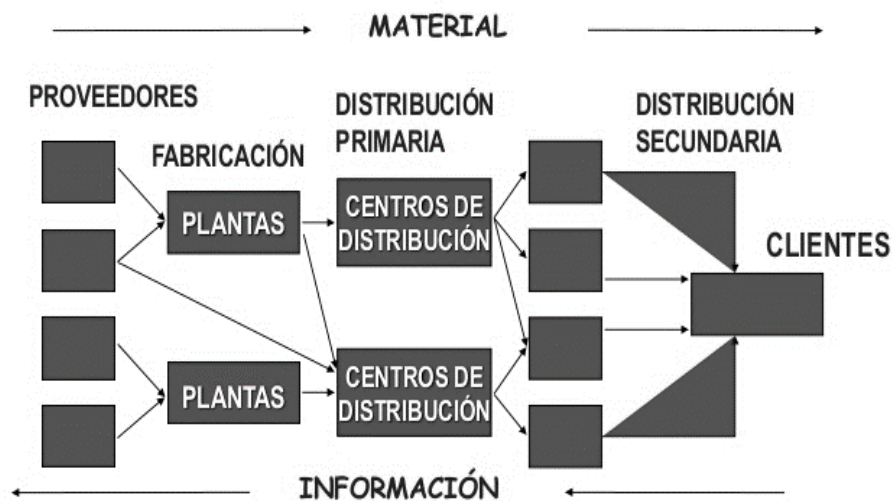 MATERIAL
PROVEEDORES
DISTRIBUCIÓN
PRIMARIA
DISTRIBUCIÓN
SECUNDARIA
FABRICACIÓN
PLANTAS
CENTROS DE
DISTRIBUCIÓN
CLIENTES
PLANTAS
CENTROS DE
DISTRIBUCIÓN
INFORMACIÓN